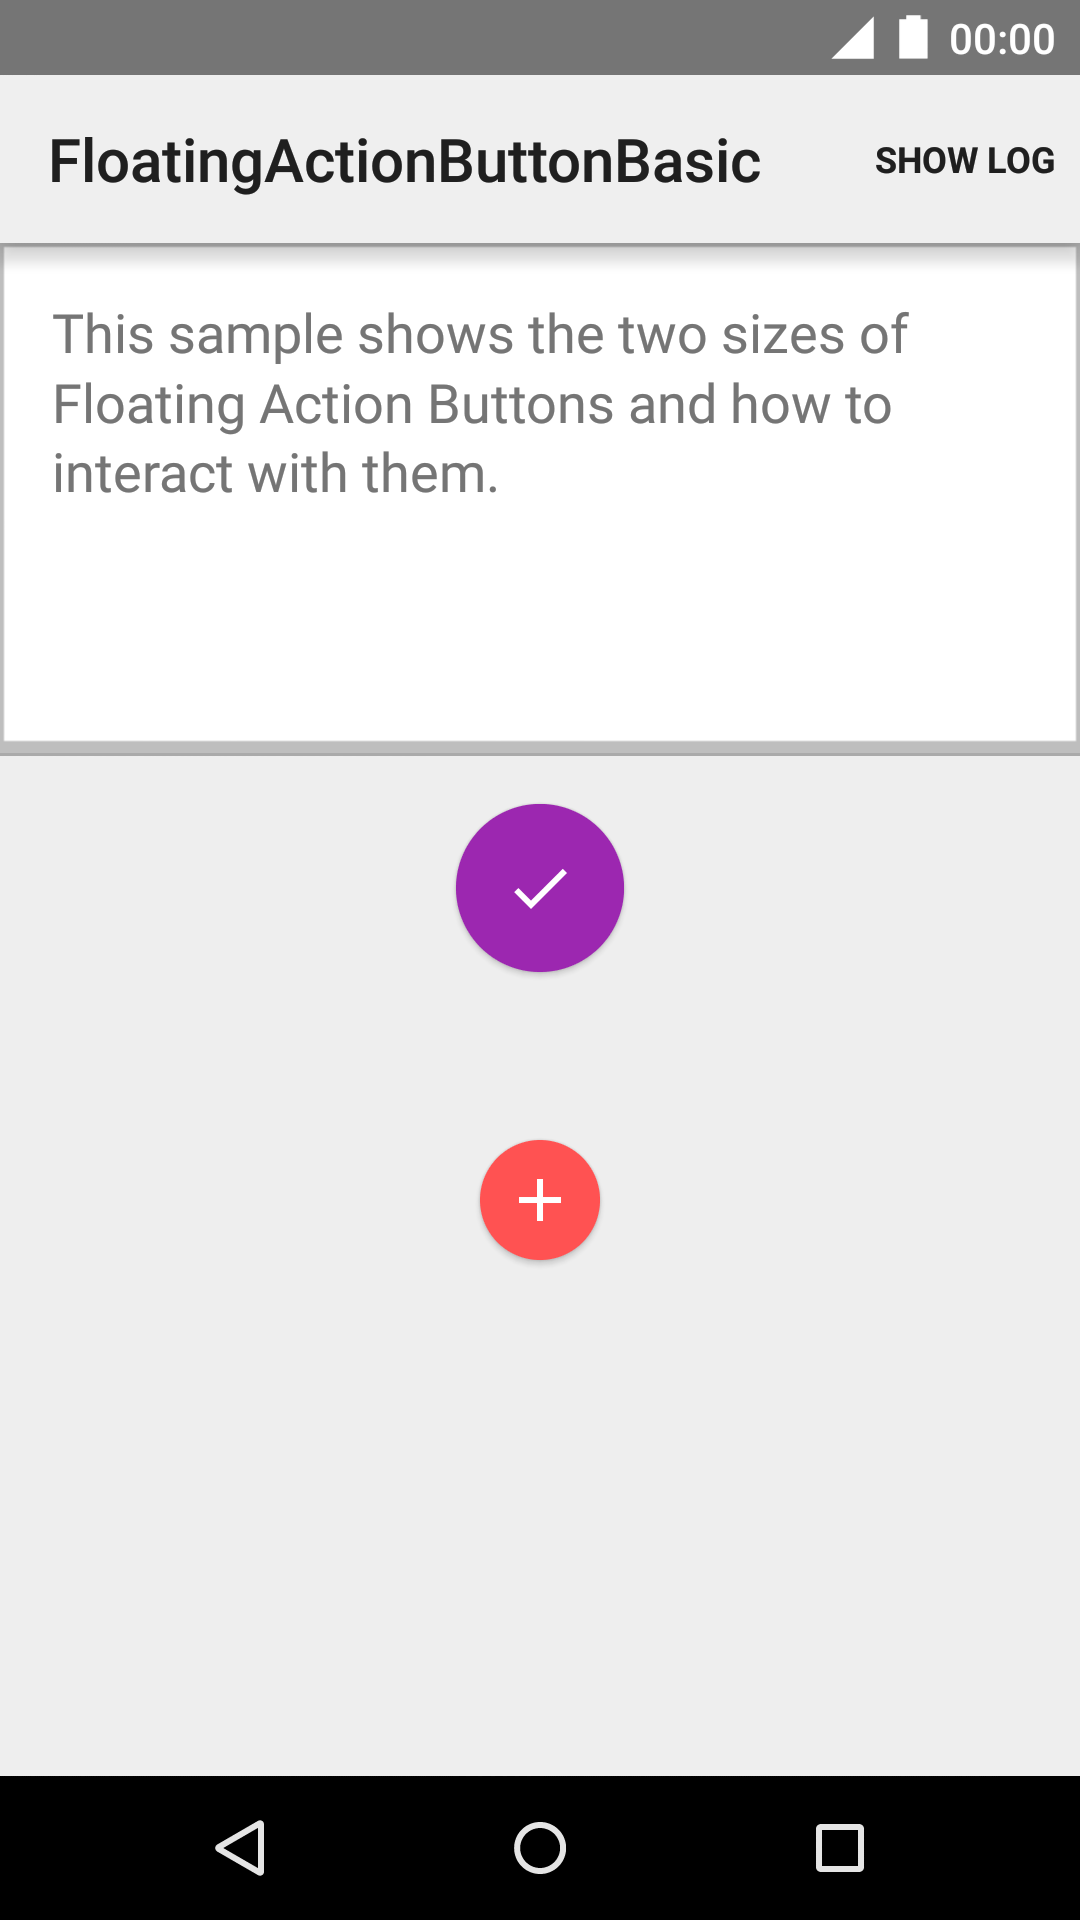 00:00
FloatingActionButtonBasic SHOW LOG
This sample shows the two sizes of
Floating Action Buttons and how to
interact with them.